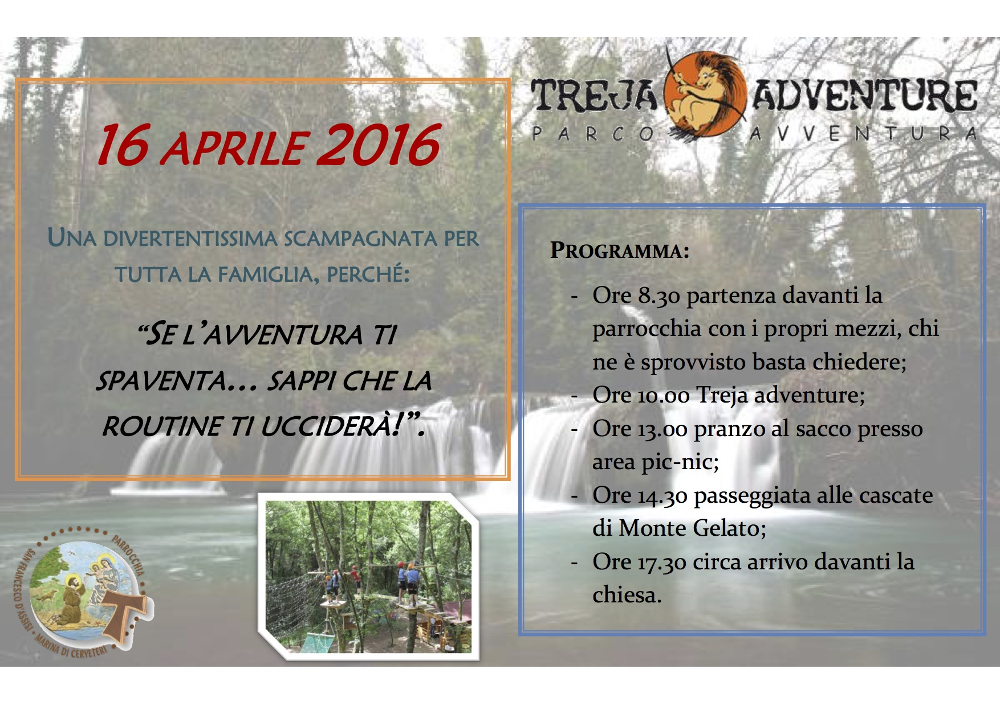 16 APRILE 2016
UNA DIVERTENTISSIMA SCAMPAGNATA PER
TUTTA LA FAMIGLIA, PERCHÉ:
“SE L’AVVENTURA TI
SPAVENTA... SAPPI CHE LA
ROUTINE TI UCCIDERÀ!”.
TREJA ADVENTURE
PARCO AVVENTURA
PROGRAMMA:
- Ore 8.30 partenza davanti la
parrocchia con i propri mezzi, chi
ne è sprovvisto basta chiedere;
- Ore 10.00 Treja adventure;
- Ore 13.00 pranzo al sacco presso
area pic-nic;
- Ore 14.30 passeggiata alle cascate
di Monte Gelato;
- Ore 17.30 circa arrivo davanti la
chiesa.
PARROCCHIA
SAN FRANCESCO D'ASSISI • MARINA DI CERVETERI